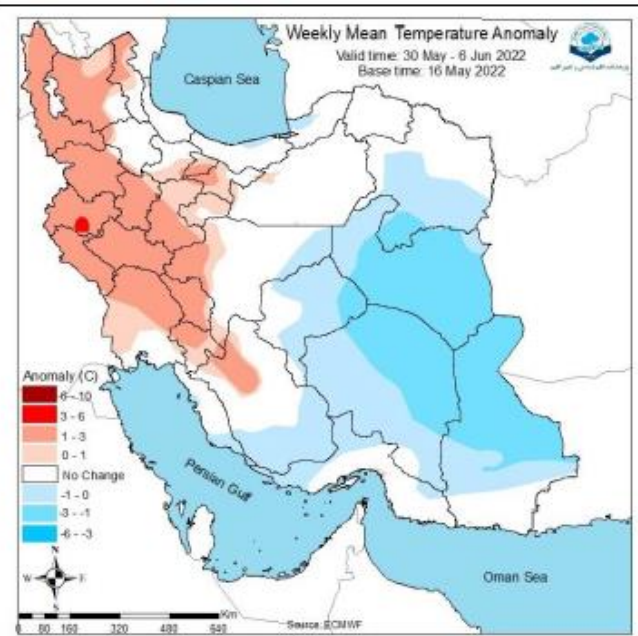 Weekly Mean Temperature Anomaly
Valid time: 30 May - 6 Jun 2022
Base time: 16 May 2022
Caspian Sea
Anomaly (C)
6 - 10
3 - 6
1 - 3
0 - 1
No Change
-1 - 0
-3 - -1
-6 - -3
Persian Gulf
N
W
E
S
Oman Sea
Km
0 80 160 320 480 640
Source: ECMWF